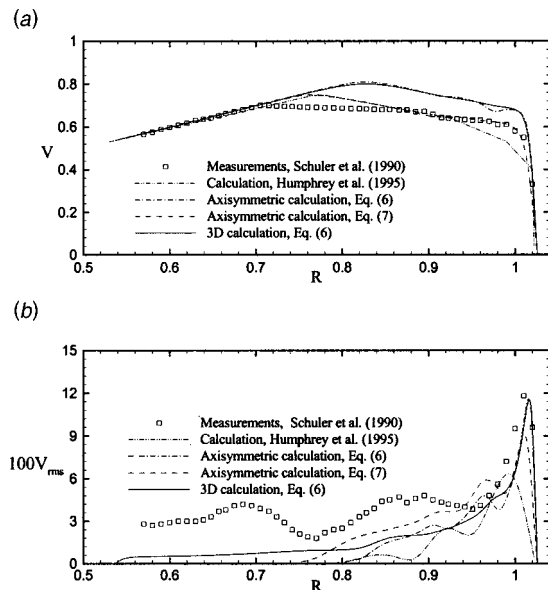 (a)
1
0.8
0.6
V
0.4
0.2
0
Measurements, Schuler et al. (1990)
Calculation, Humphrey et al. (1995)
Axisymmetric calculation, Eq. (6)
Axisymmetric calculation, Eq. (7)
3D calculation, Eq. (6)
0.5 0.6 0.7 0.8 0.9 1
R
(b)
15
12
9
100Vrms
6
3
0
Measurements, Schuler et al. (1990)
Calculation, Humphrey et al. (1995)
Axisymmetric calculation, Eq. (6)
Axisymmetric calculation, Eq. (7)
3D calculation, Eq. (6)
0.5 0.6 0.7 0.8 0.9 1
R